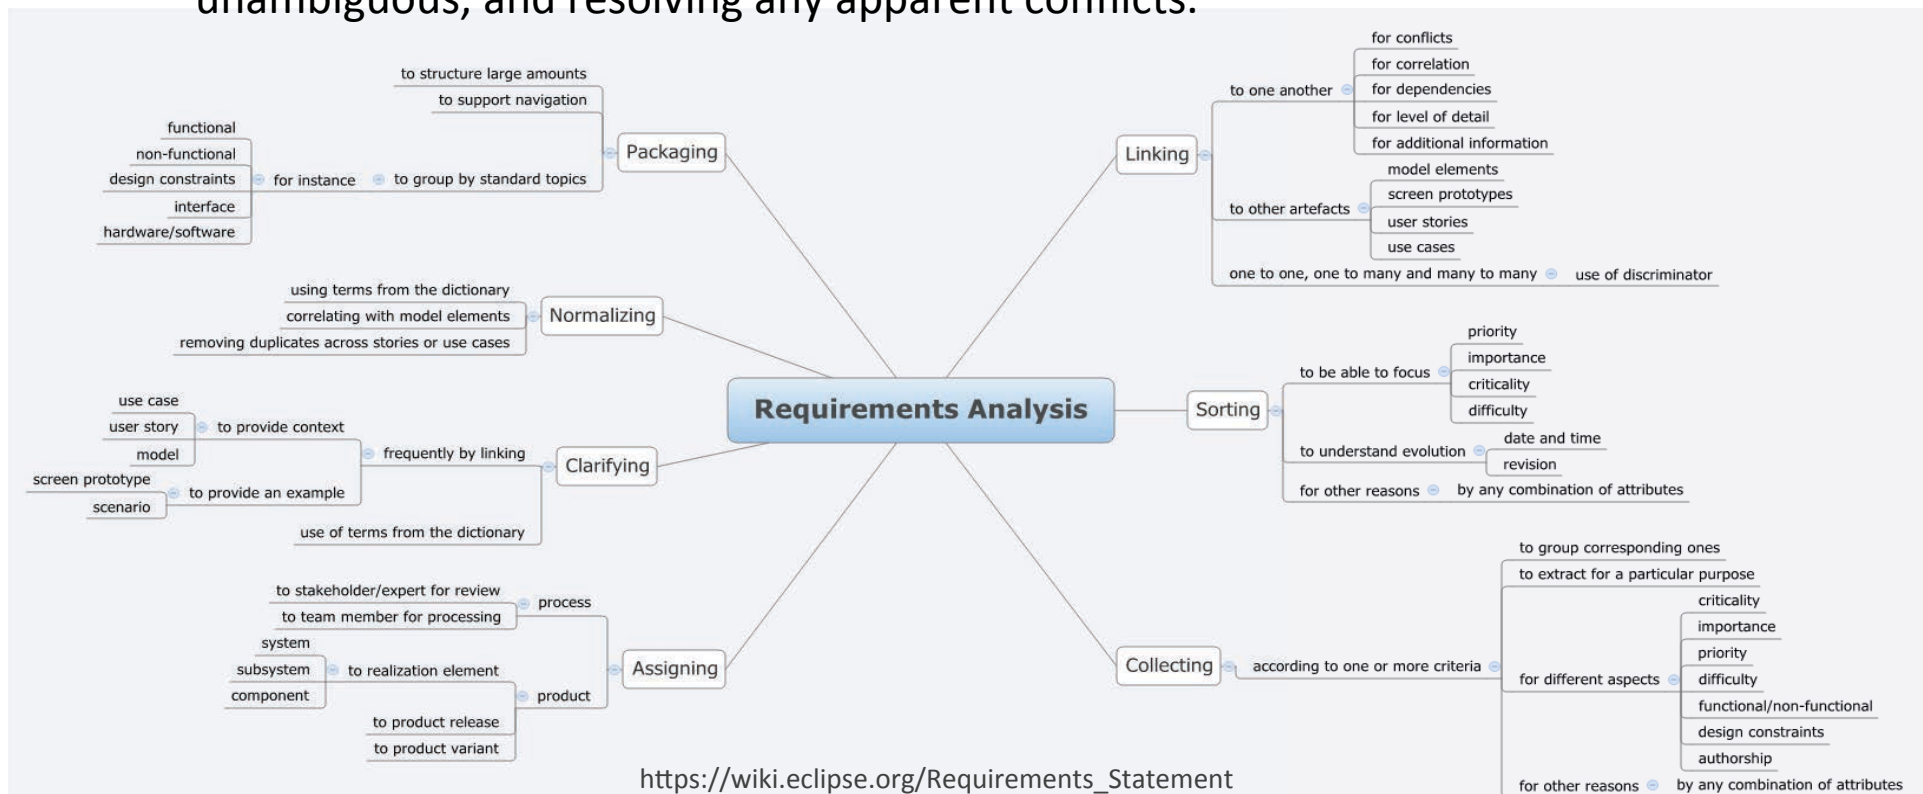 unambiguous, and resolving any apparent conflicts.
Requirements Analysis
Packaging
to structure large amounts
to support navigation
to group by standard topics
for instance
functional
non-functional
design constraints
interface
hardware/software
Normalizing
using terms from the dictionary
correlating with model elements
removing duplicates across stories or use cases
Clarifying
frequently by linking
to provide context
use case
user story
model
to provide an example
screen prototype
scenario
use of terms from the dictionary
Assigning
process
to stakeholder/expert for review
to team member for processing
product
to realization element
system
subsystem
component
to product release
to product variant
Linking
to one another
for conflicts
for correlation
for dependencies
for level of detail
for additional information
to other artefacts
model elements
screen prototypes
user stories
use cases
one to one, one to many and many to many
use of discriminator
Sorting
to be able to focus
priority
importance
criticality
difficulty
to understand evolution
date and time
revision
for other reasons
by any combination of attributes
Collecting
according to one or more criteria
to group corresponding ones
to extract for a particular purpose
for different aspects
criticality
importance
priority
difficulty
functional/non-functional
design constraints
authorship
for other reasons
by any combination of attributes
https://wiki.eclipse.org/Requirements_Statement